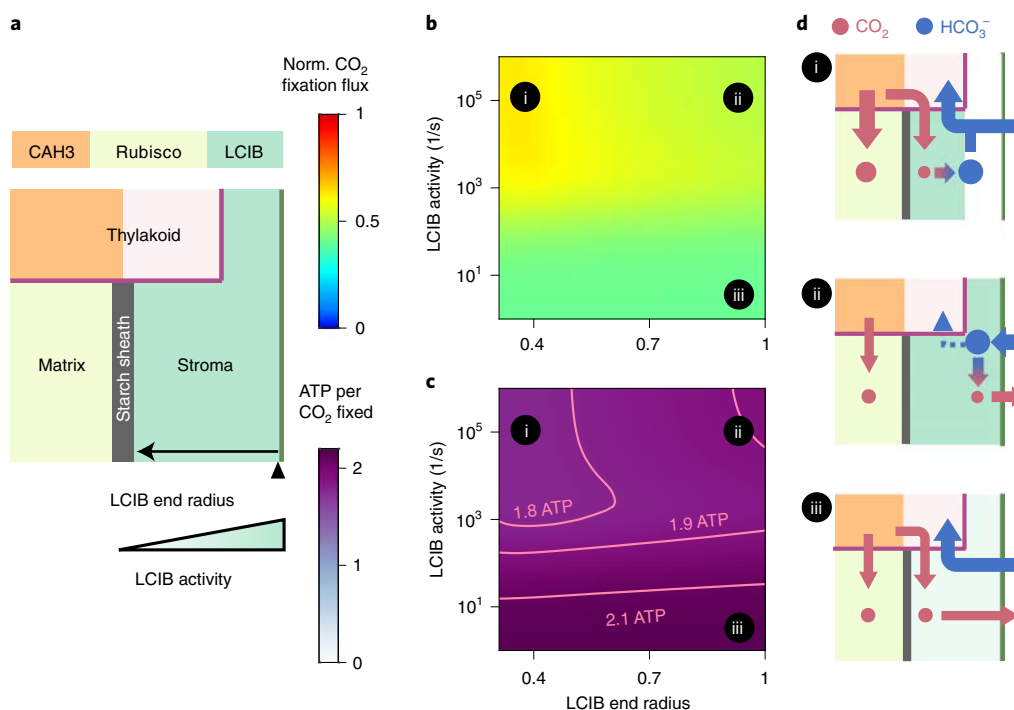 a
Norm. CO2
fixation flux
1
0.5
0
CAH3
Rubisco
LCIB
Thylakoid
Matrix
Starch sheath
Stroma
LCIB end radius
LCIB activity
ATP per
CO2 fixed
2
1
0
b
LCIB activity (1/s)
10^5
10^3
10^1
i
ii
iii
0.4
0.7
1
c
LCIB activity (1/s)
10^5
10^3
10^1
i
ii
iii
1.8 ATP
1.9 ATP
2.1 ATP
0.4
0.7
1
LCIB end radius
d
CO2
HCO3−
i
ii
iii